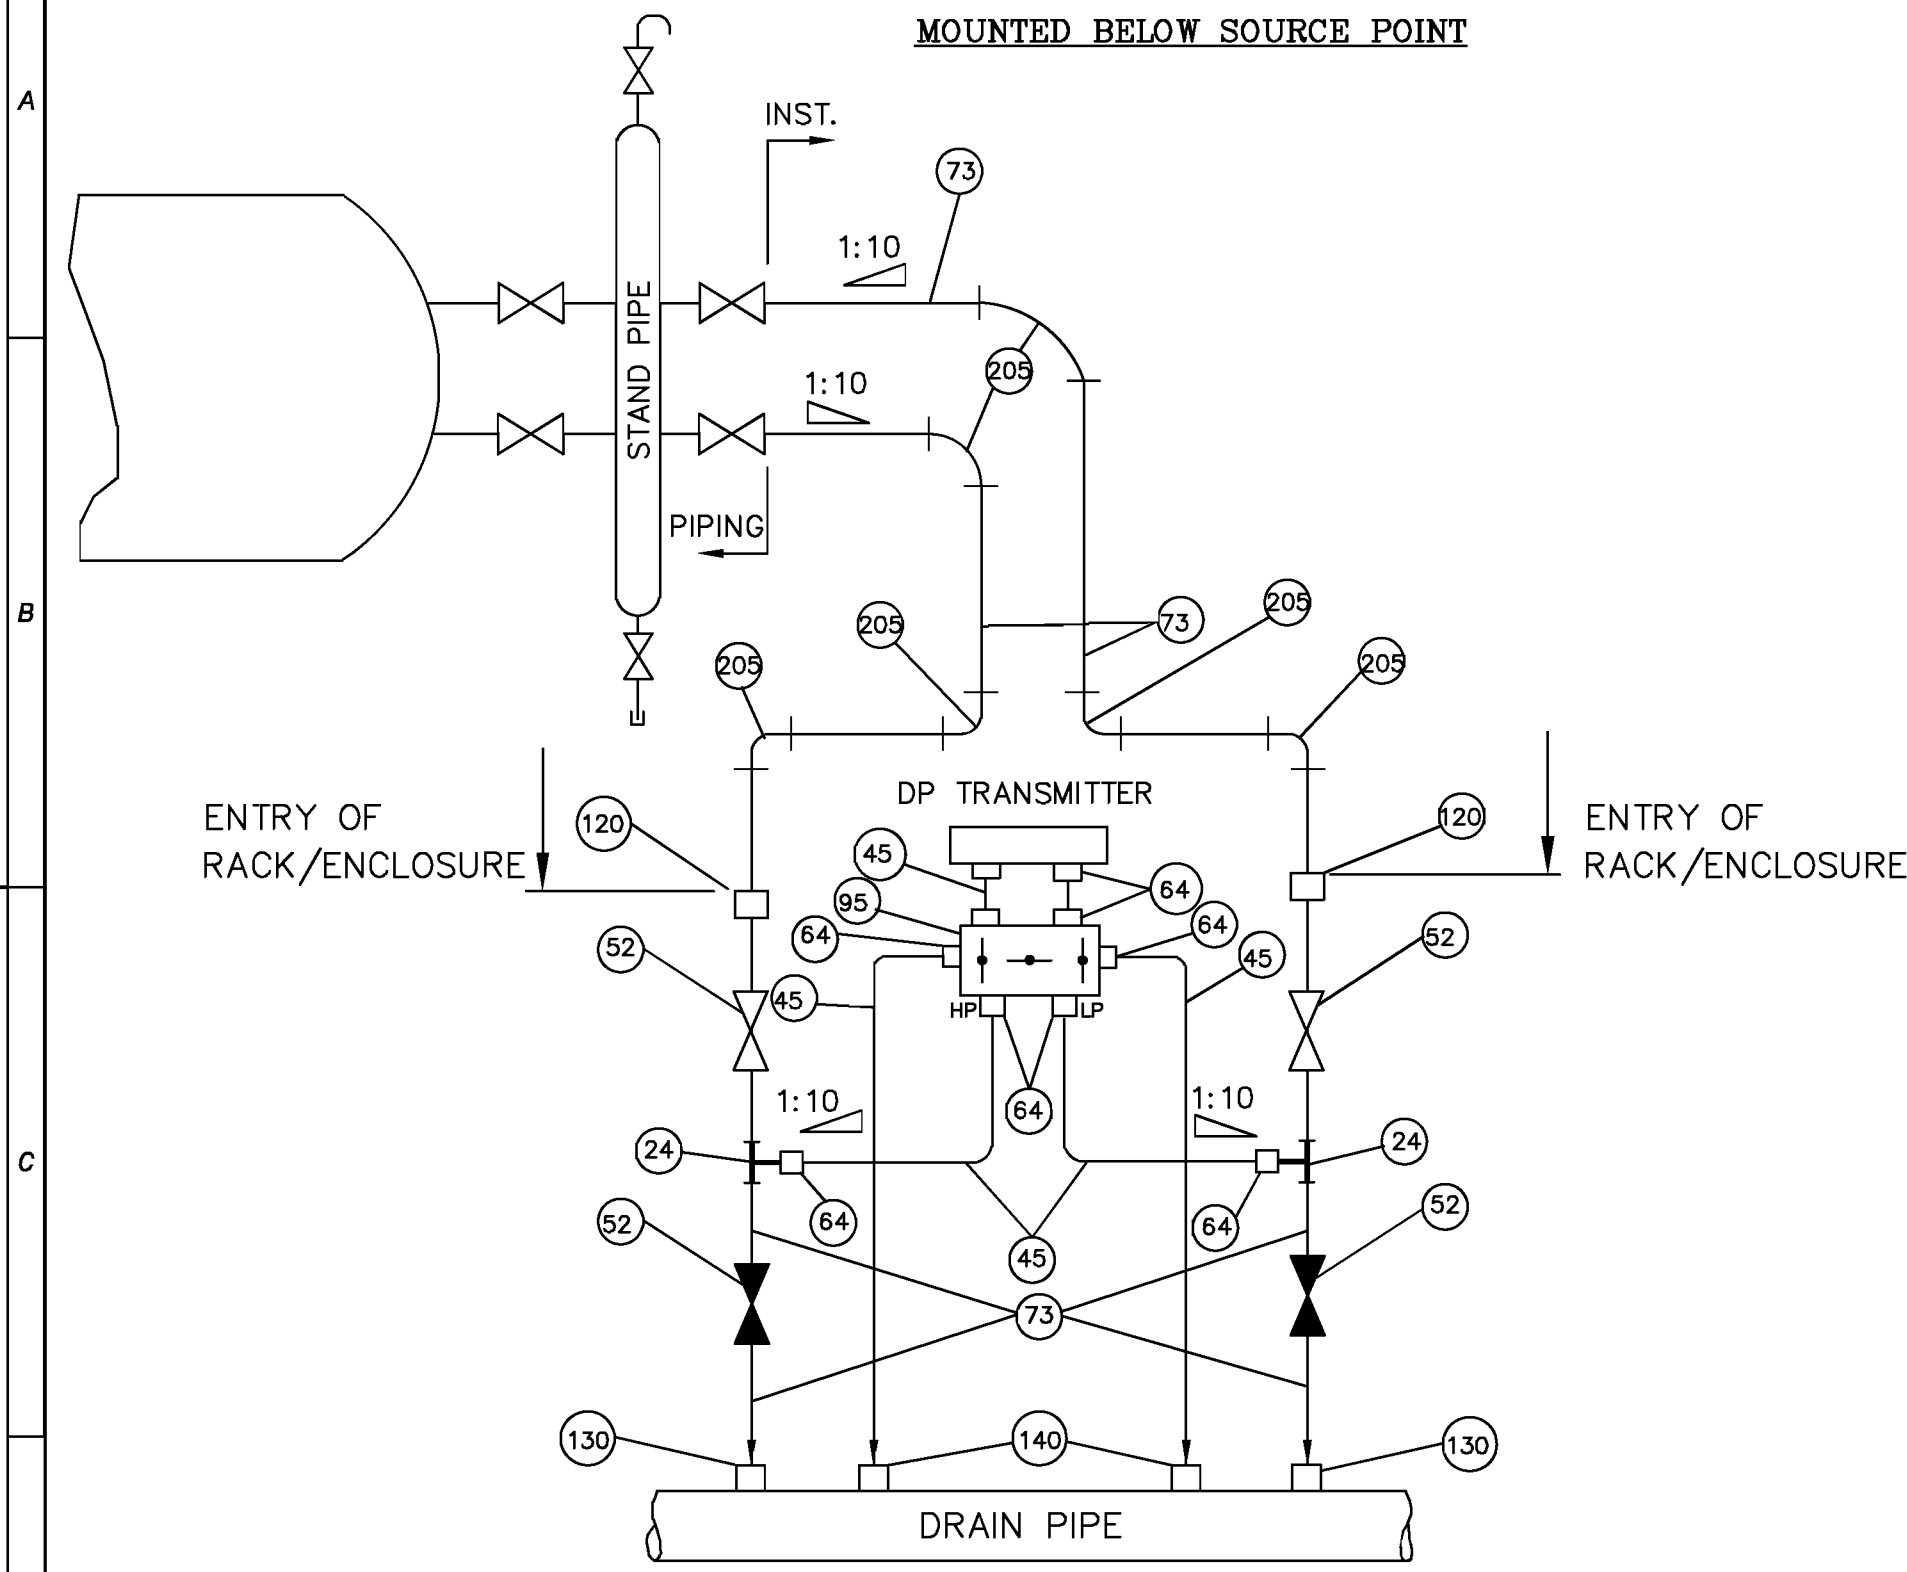 MOUNTED BELOW SOURCE POINT
A
INST.
73
1:10
STAND PIPE
205
1:10
PIPING
B
205
205
73
205
205
DP TRANSMITTER
ENTRY OF
RACK/ENCLOSURE
120
45
64
120
ENTRY OF
RACK/ENCLOSURE
95
64
64
52
45
45
52
HP
LP
64
1:10
1:10
C
24
24
64
64
52
52
45
73
130
140
130
DRAIN PIPE